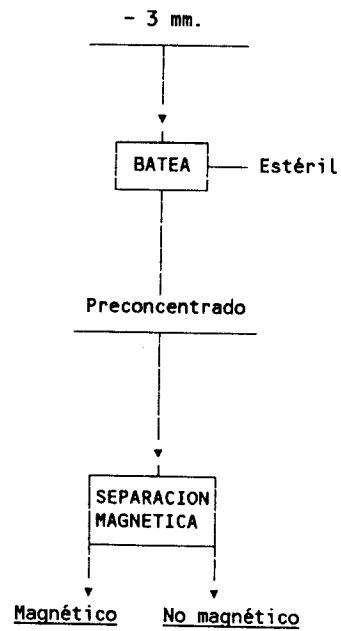 - 3 mm.
BATEA
Estéril
Preconcentrado
SEPARACION
MAGNETICA
Magnético
No magnético